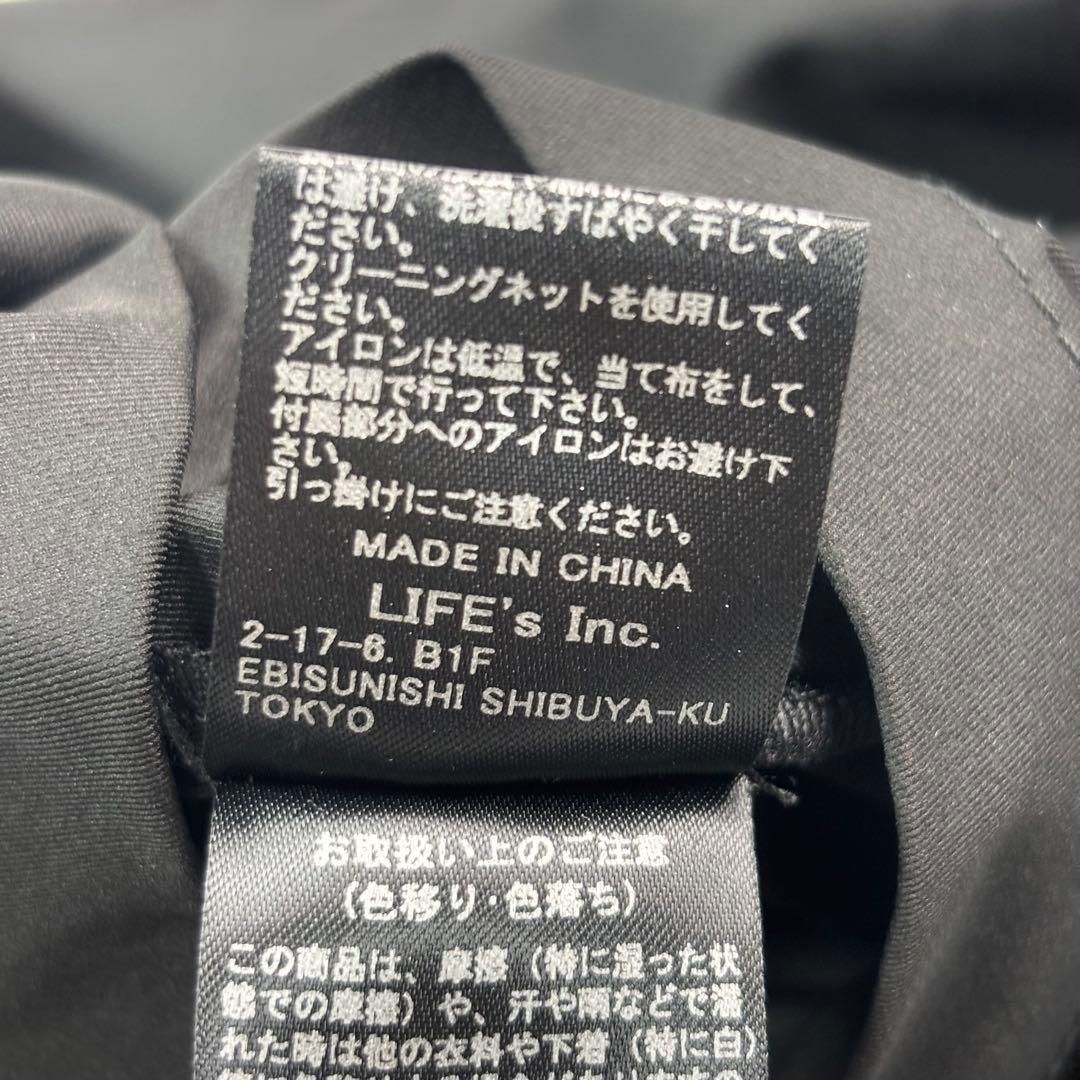 は避け、洗濯後すばやく干してく
ださい。
クリーニングネットを使用してく
ださい。
アイロンは低温で、当て布をして、
短時間で行って下さい。
付属部分へのアイロンはお避け下
さい。
引っ掛けにご注意ください。
MADE IN CHINA
LIFE's Inc.
2-17-6. B1F
EBISUNISHI SHIBUYA-KU
TOKYO
お取扱い上のご注意
(色移り·色落ち)
この商品は、摩擦(特に湿った状
態での摩擦)や、汗や雨などで濡
れた時は他の衣料や下着(特に白)